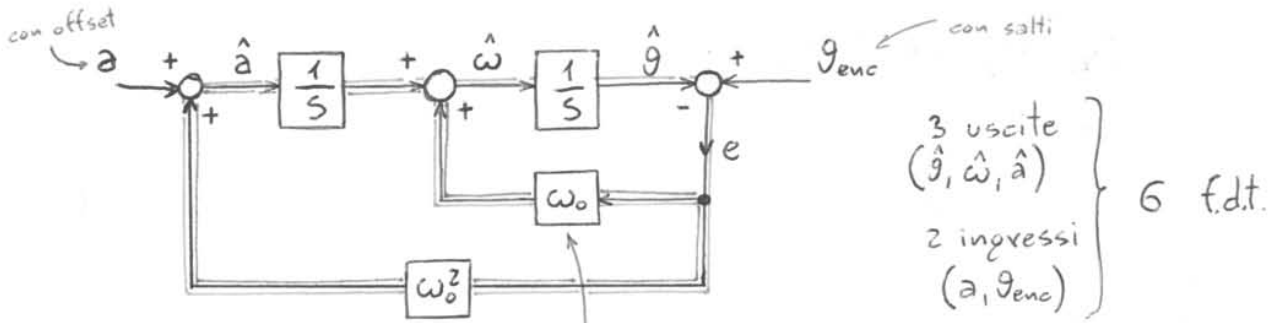 con offset
a
+
+
â
1
S
+
+
ω̂
1
S
ϑ̂
+
-
ϑenc
con salti
e
ω₀
ω₀²
3 uscite
(ϑ̂, ω̂, â)
2 ingressi
(a, ϑenc)
6 f.d.t.